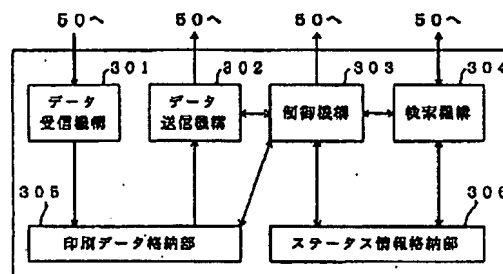 50へ 50へ 50へ 50へ
301 302 303 304
データ
受信機構
データ
送信機構
制御機構
検索機構
305 306
印刷データ格納部
ステータス情報格納部